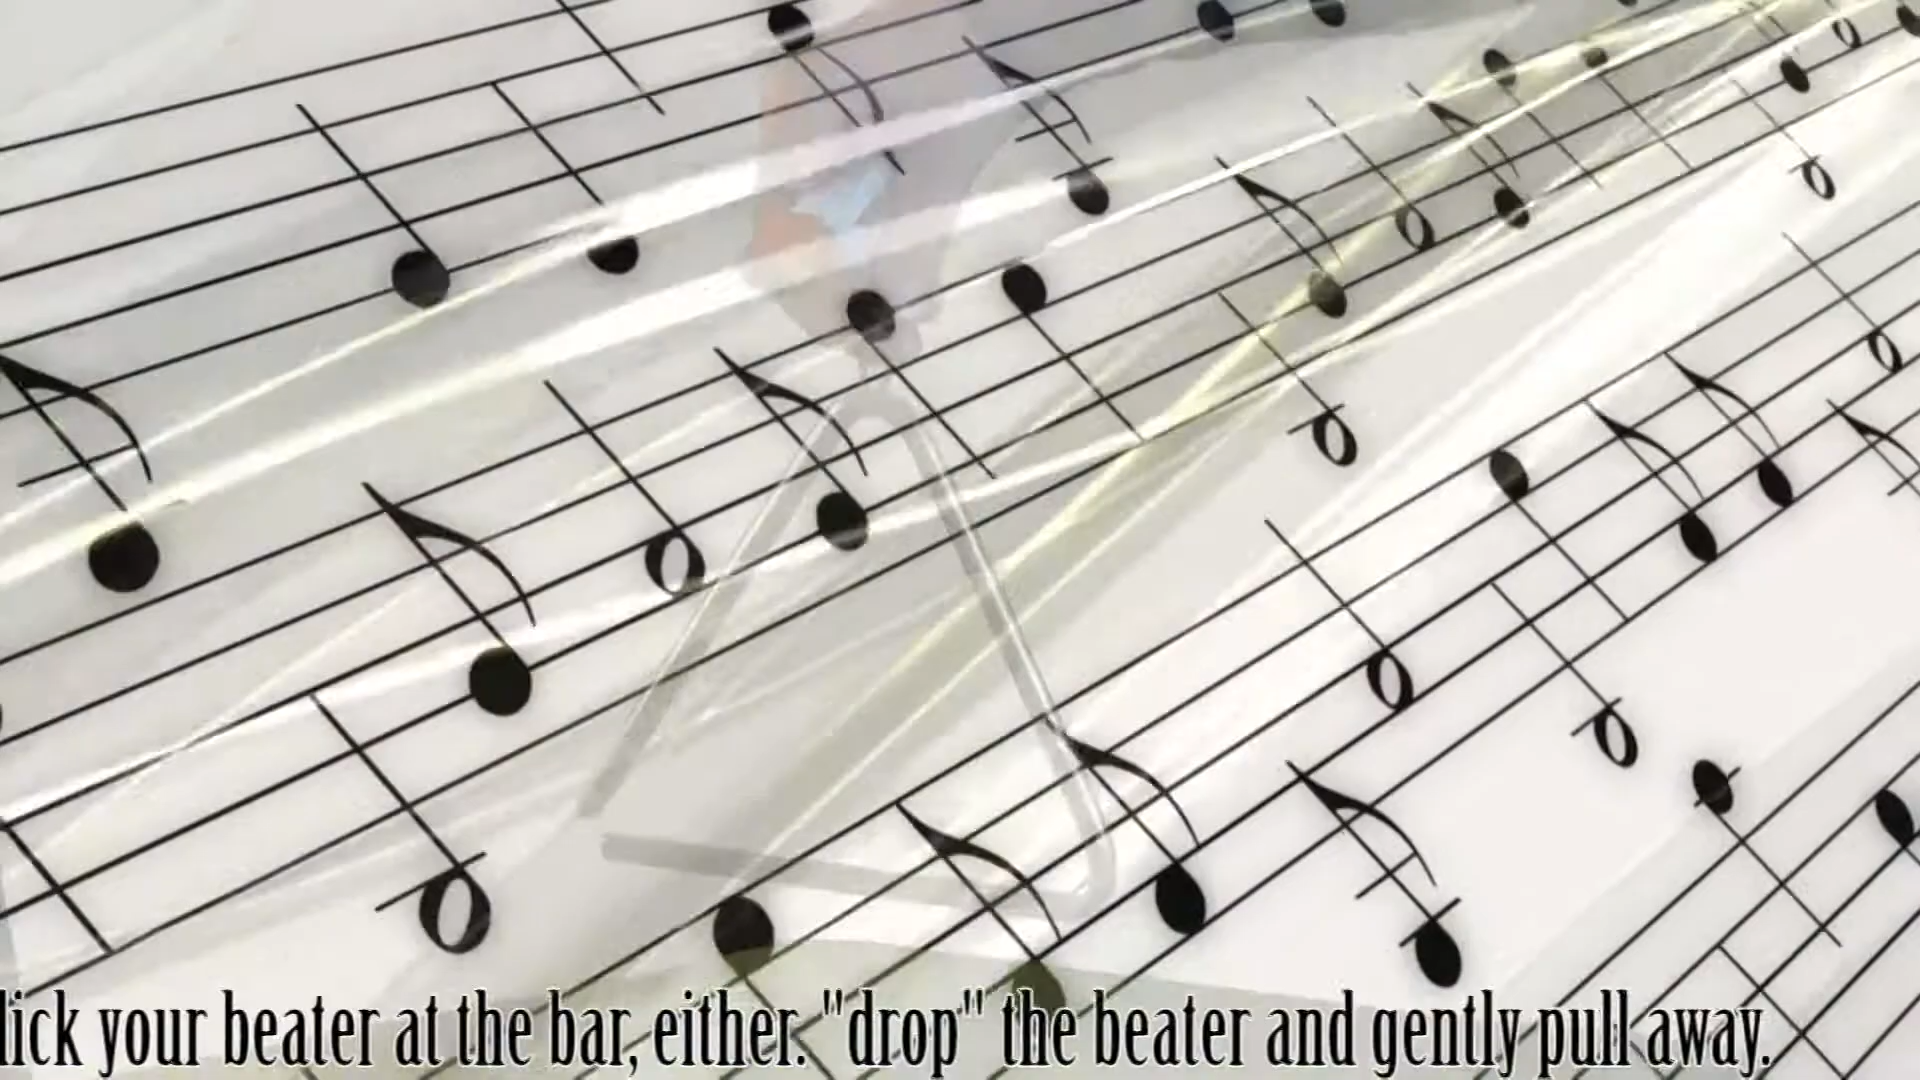 lick your beater at the bar, either. "drop" the beater and gently pull away.